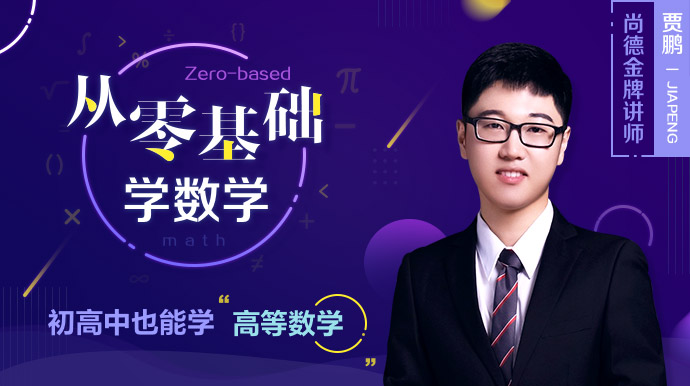 Zero-based
从零基础
学数学
math
初高中也能学“高等数学”
尚德金牌讲师
贾鹏 — JIAPENG